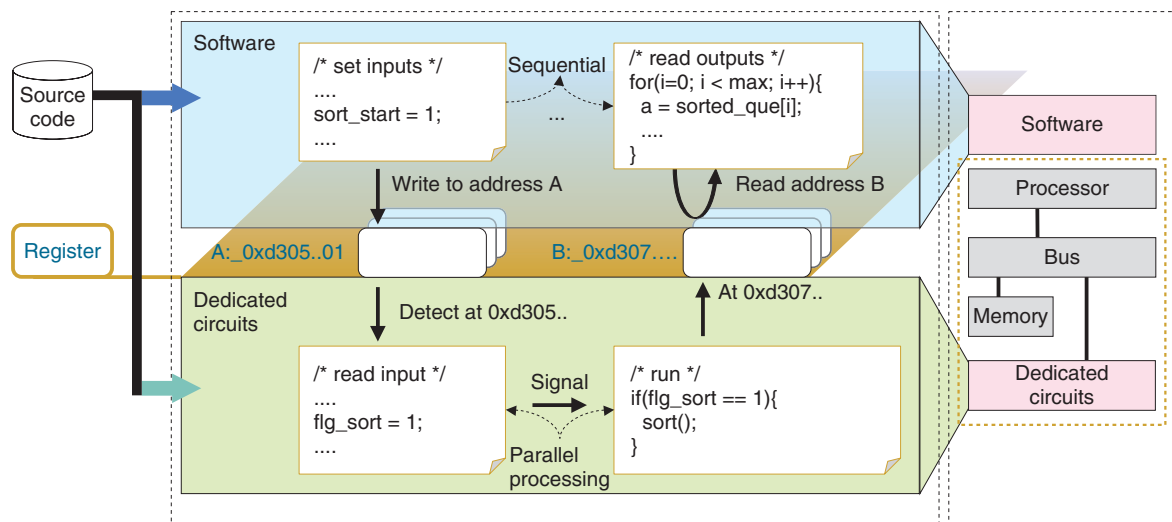 Software
Source
code
/* set inputs */
....
sort_start = 1;
....
Sequential
...
/* read outputs */
for(i=0; i < max; i++){
a = sorted_que[i];
....
}
Write to address A
Read address B
Register
A:_0xd305..01
B:_0xd307....
Dedicated
circuits
Detect at 0xd305..
At 0xd307..
/* read input */
....
flg_sort = 1;
....
Signal
Parallel
processing
/* run */
if(flg_sort == 1){
sort();
}
Software
Processor
Bus
Memory
Dedicated
circuits